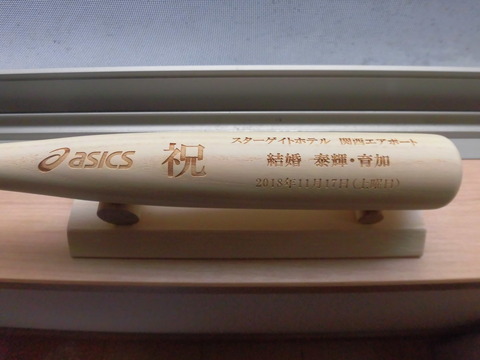 asics
祝
スターゲイトホテル 関西エアポート
結婚 泰輝・育加
2018年11月17日(土曜日)